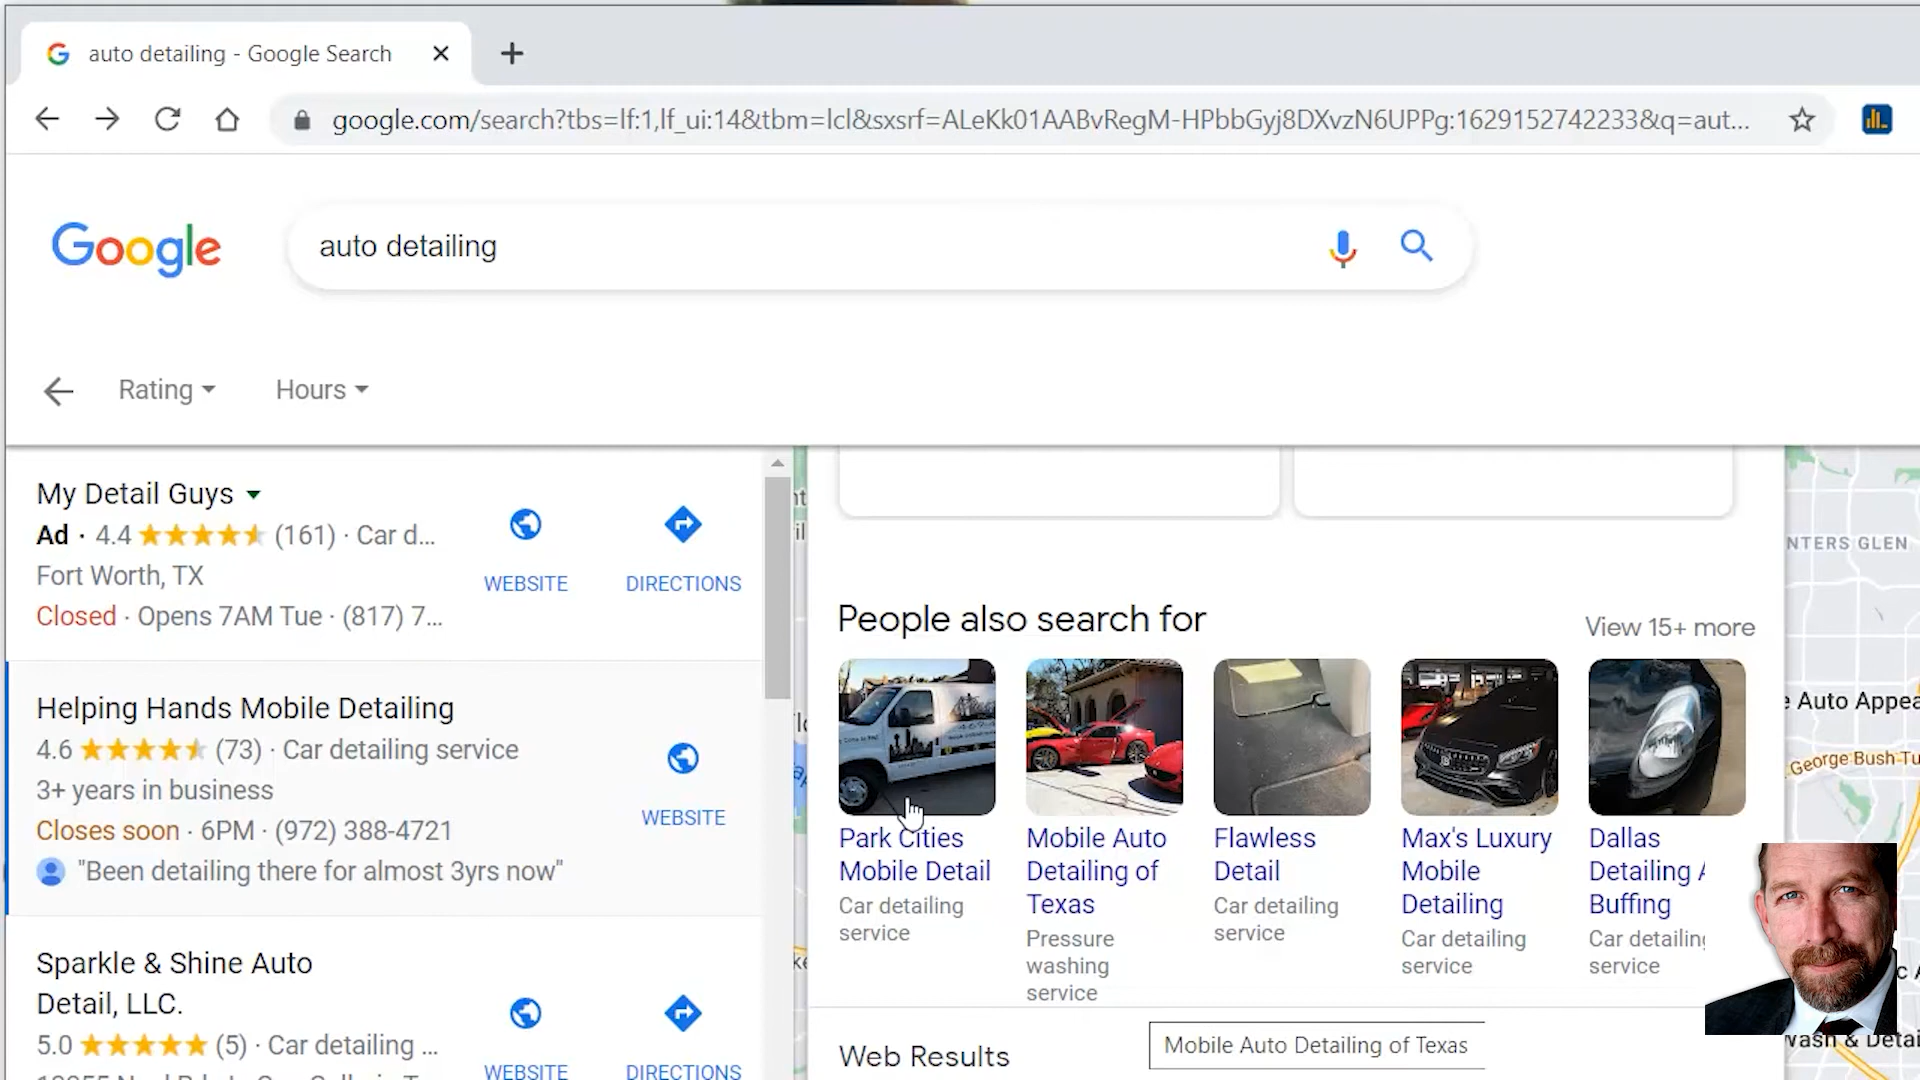 auto detailing - Google Search
google.com/search?tbs=lf:1,lf_ui:14&tbm=lcl&sxsrf=ALeKk01AABvRegM-HPbbGyj8DXvzN6UPPg:1629152742233&q=aut...
Google
auto detailing
Rating
Hours
My Detail Guys
Ad · 4.4 (161) · Car d...
Fort Worth, TX
Closed · Opens 7AM Tue · (817) 7...
WEBSITE
DIRECTIONS
Helping Hands Mobile Detailing
4.6 (73) · Car detailing service
3+ years in business
Closes soon · 6PM · (972) 388-4721
"Been detailing there for almost 3yrs now"
WEBSITE
Sparkle & Shine Auto
Detail, LLC.
5.0 (5) · Car detailing ...
WEBSITE
DIRECTIONS
People also search for
View 15+ more
Park Cities
Mobile Detail
Car detailing
service
Mobile Auto
Detailing of
Texas
Pressure
washing
service
Flawless
Detail
Car detailing
service
Max's Luxury
Mobile
Detailing
Car detailing
service
Dallas
Detailing
Buffing
Car detailing
service
Web Results
Mobile Auto Detailing of Texas
NTERS GLEN
e Auto Appea
George Bush Tu
Wash & Detai